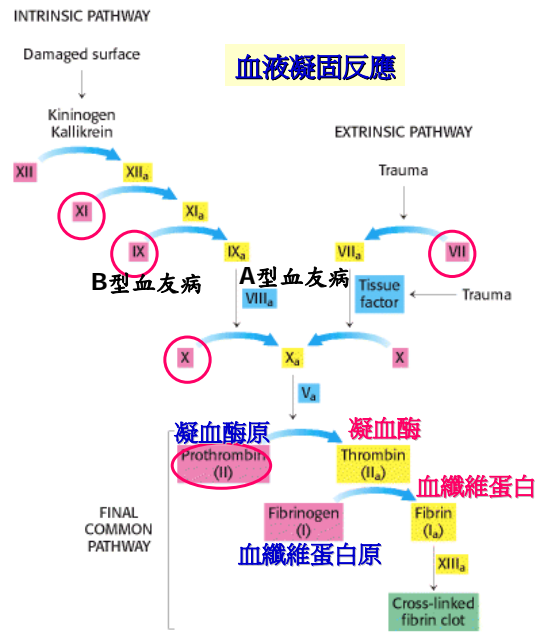 INTRINSIC PATHWAY
血液凝固反應
Damaged surface
Kininogen
Kallikrein
EXTRINSIC PATHWAY
Trauma
XII
XIIa
XI
XIa
IX
IXa
VIIa
VII
B型血友病
A型血友病
VIIIa
Tissue
factor
Trauma
X
Xa
X
Va
凝血酶原
凝血酶
Prothrombin
(II)
Thrombin
(IIa)
血纖維蛋白
Fibrinogen
(I)
Fibrin
(Ia)
血纖維蛋白原
FINAL
COMMON
PATHWAY
XIIIa
Cross-linked
fibrin clot